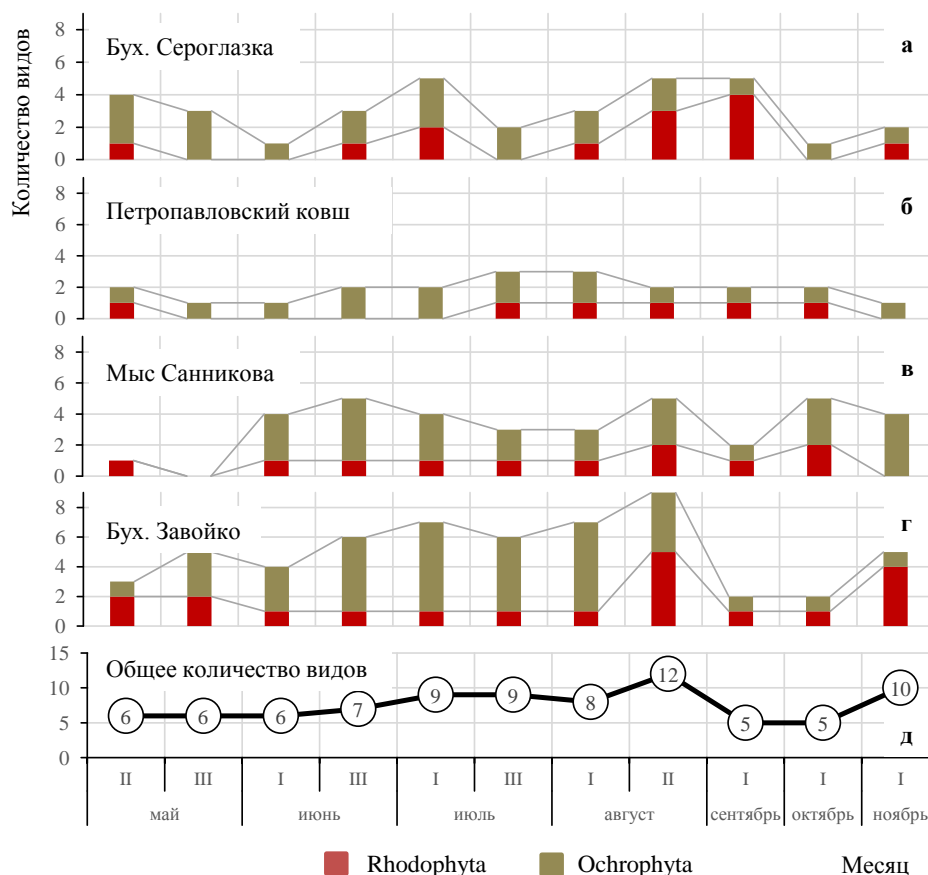 Количество видов
8
6
4
2
0
Бух. Сероглазка
а
8
6
4
2
0
Петропавловский ковш
б
8
6
4
2
0
Мыс Санникова
в
8
6
4
2
0
Бух. Завойко
г
15
10
5
0
Общее количество видов
6 6 6 7 9 9 8 12 5 5 10
д
II III I III I III I II I I I
май июнь июль август сентябрь октябрь ноябрь
Rhodophyta Ochrophyta Месяц